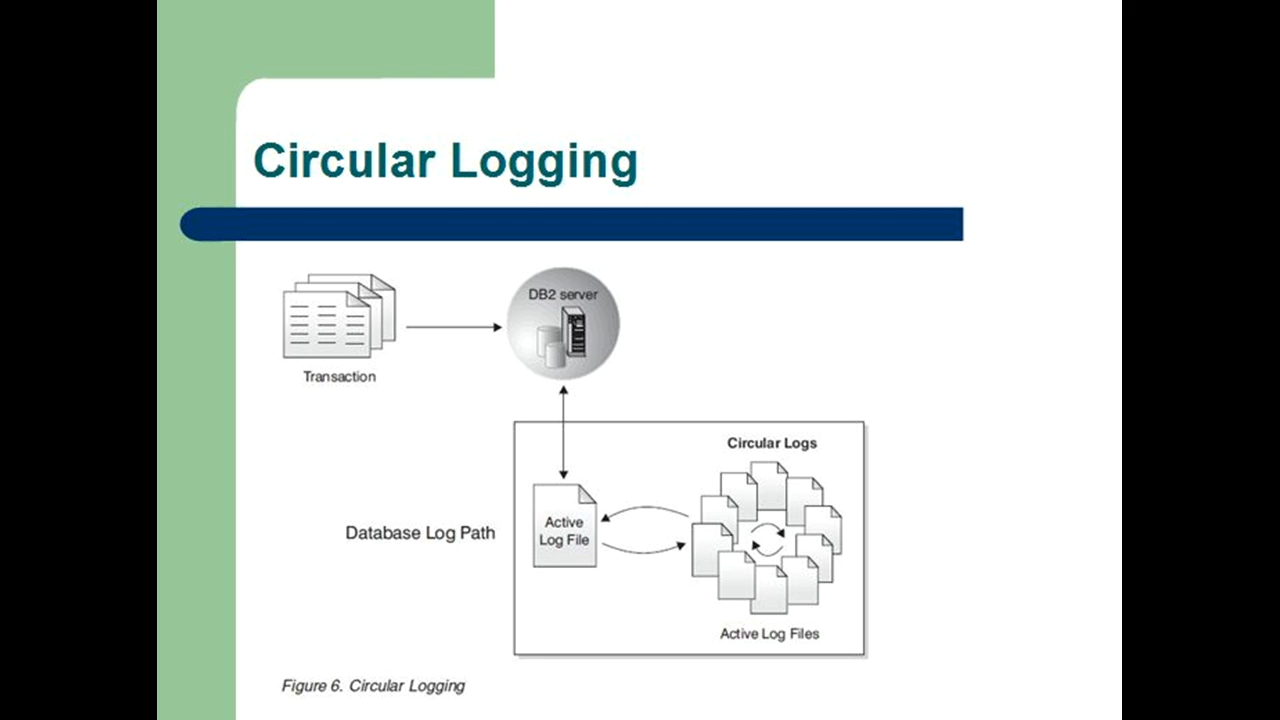 Circular Logging
DB2 server
Transaction
Circular Logs
Active
Log File
Database Log Path
Active Log Files
Figure 6. Circular Logging